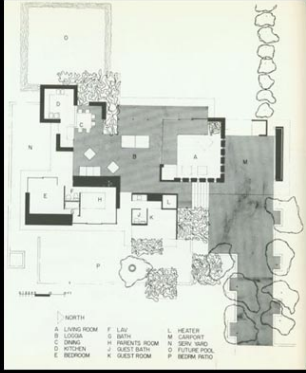 O
D
C
N
B
A
M
E
F
H
G
L
J
K
P
NORTH
A LIVING ROOM F LAV L HEATER
B LOGGIA G BATH M CARPORT
C DINING H PARENTS ROOM N SERV. YARD
D KITCHEN J GUEST BATH O FUTURE POOL
E BEDROOM K GUEST ROOM P BEDRM. PATIO